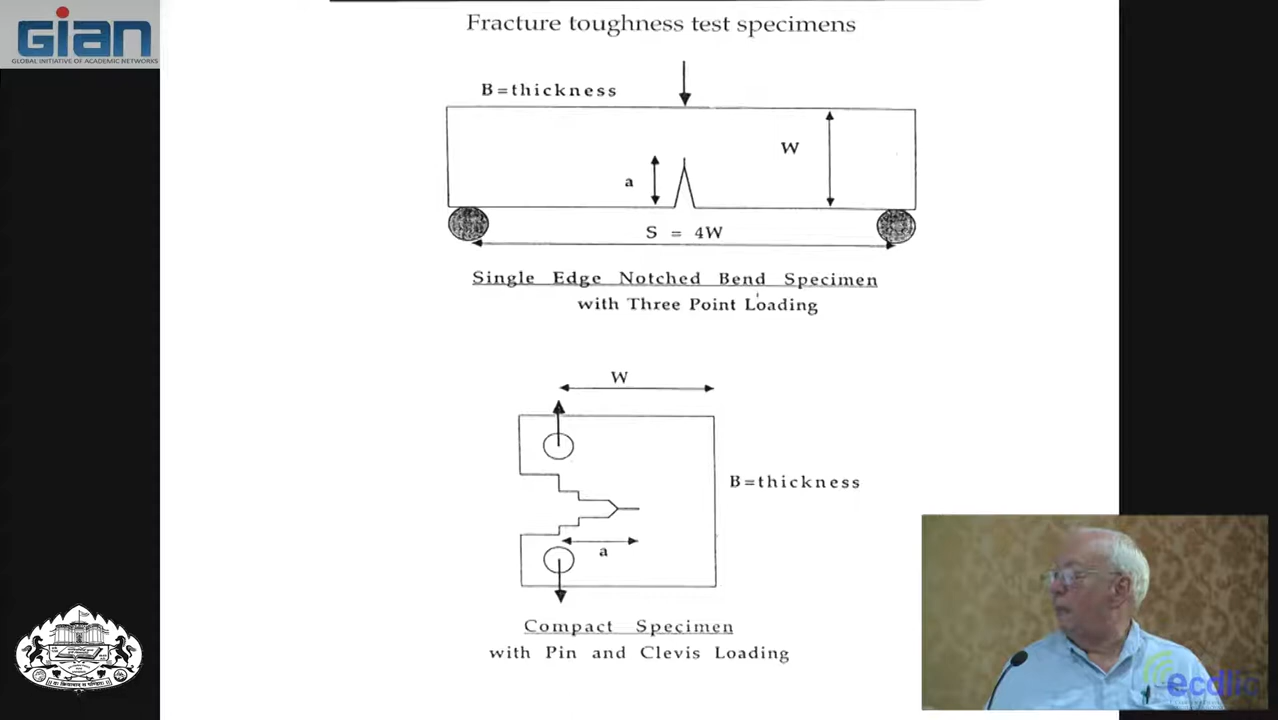 GIAN
GLOBAL INITIATIVE OF ACADEMIC NETWORKS
Fracture toughness test specimens
B=thickness
W
a
S = 4W
Single Edge Notched Bend Specimen
with Three Point Loading
W
B=thickness
a
Compact Specimen
with Pin and Clevis Loading
ecdlic